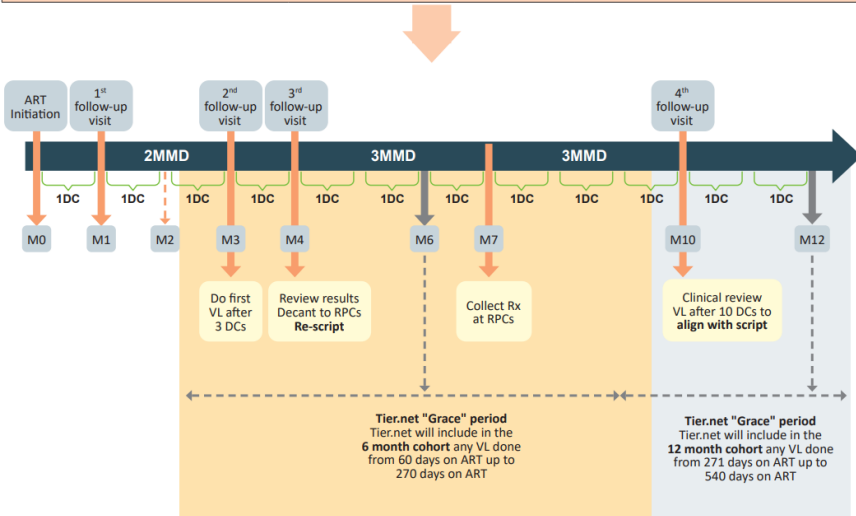 ART
Initiation
1st
follow-up
visit
2nd
follow-up
visit
3rd
follow-up
visit
4th
follow-up
visit
2MMD
3MMD
3MMD
1DC
1DC
1DC
1DC
1DC
1DC
1DC
1DC
1DC
1DC
1DC
1DC
M0
M1
M2
M3
M4
M6
M7
M10
M12
Do first
VL after
3 DCs
Review results
Decant to RPCs
Re-script
Collect Rx
at RPCs
Clinical review
VL after 10 DCs to
align with script
Tier.net "Grace" period
Tier.net will include in the
6 month cohort any VL done
from 60 days on ART up to
270 days on ART
Tier.net "Grace" period
Tier.net will include in the
12 month cohort any VL done
from 271 days on ART up to
540 days on ART